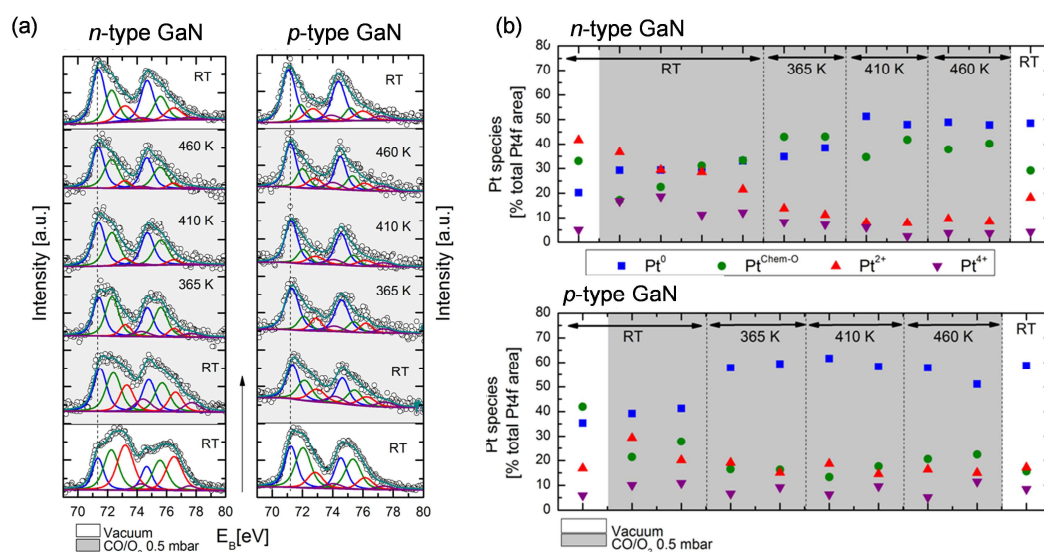 (a)
n-type GaN
p-type GaN
Intensity [a.u.]
RT
460 K
410 K
365 K
RT
RT
70 72 74 76 78 80
Intensity [a.u.]
RT
460 K
410 K
365 K
RT
RT
70 72 74 76 78 80
E_B [eV]
Vacuum
CO/O₂ 0.5 mbar
(b)
n-type GaN
Pt species
[% total Pt4f area]
80
70
60
50
40
30
20
10
0
RT
365 K
410 K
460 K
RT
Pt⁰ Pt^Chem-O Pt²⁺ Pt⁴⁺
p-type GaN
Pt species
[% total Pt4f area]
80
70
60
50
40
30
20
10
0
RT
365 K
410 K
460 K
RT
Vacuum
CO/O₂ 0.5 mbar